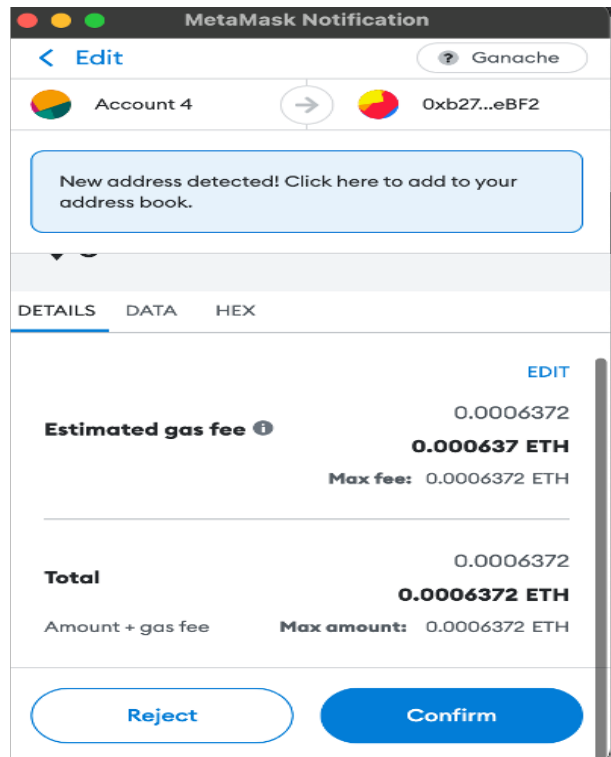 MetaMask Notification
< Edit
? Ganache
Account 4
0xb27...eBF2
New address detected! Click here to add to your
address book.
DETAILS DATA HEX
EDIT
0.0006372
Estimated gas fee
0.000637 ETH
Max fee: 0.0006372 ETH
0.0006372
Total
0.0006372 ETH
Amount + gas fee Max amount: 0.0006372 ETH
Reject Confirm